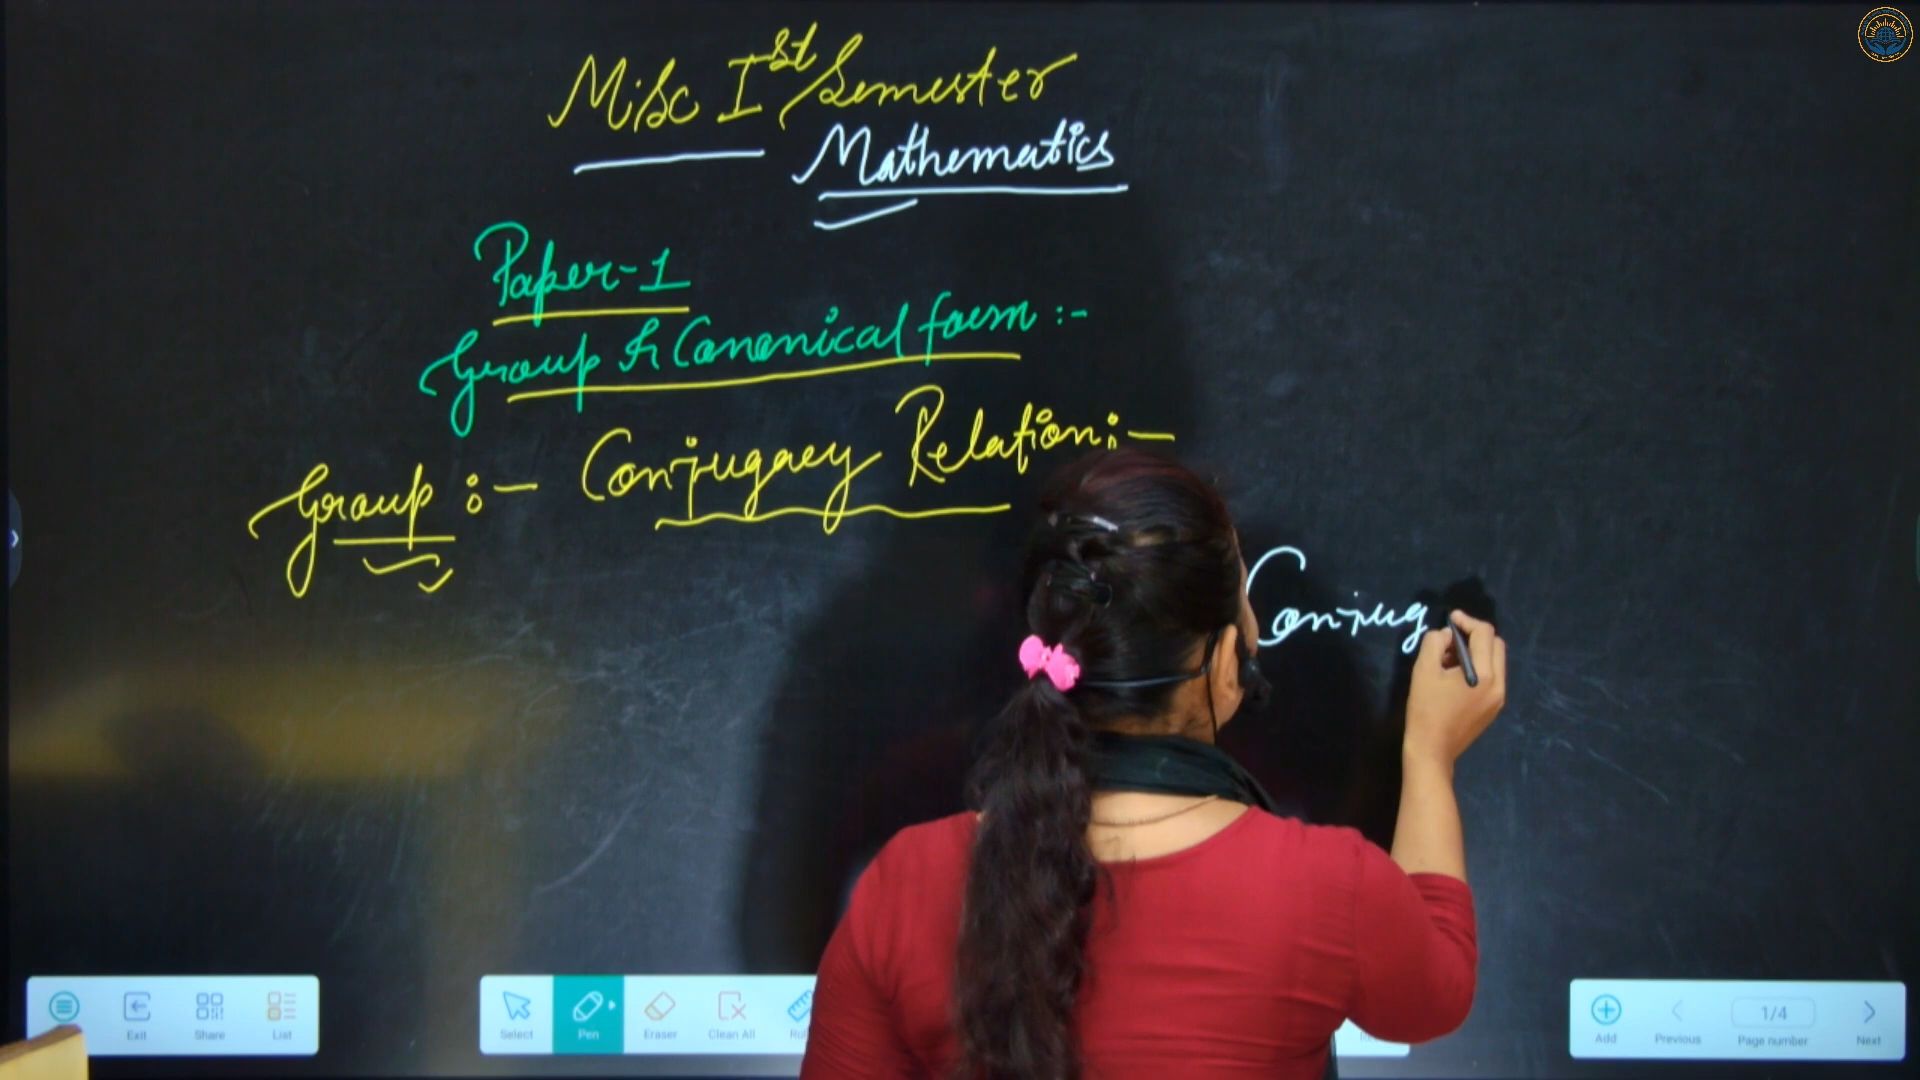 M.Sc Ist Semester
Mathematics
Paper-1
Group & Canonical form :-
Group :- Conjugacy Relation :-
Conjug
Exit Share List
Select Pen Eraser Clean All
Add Previous 1/4 Page number Next